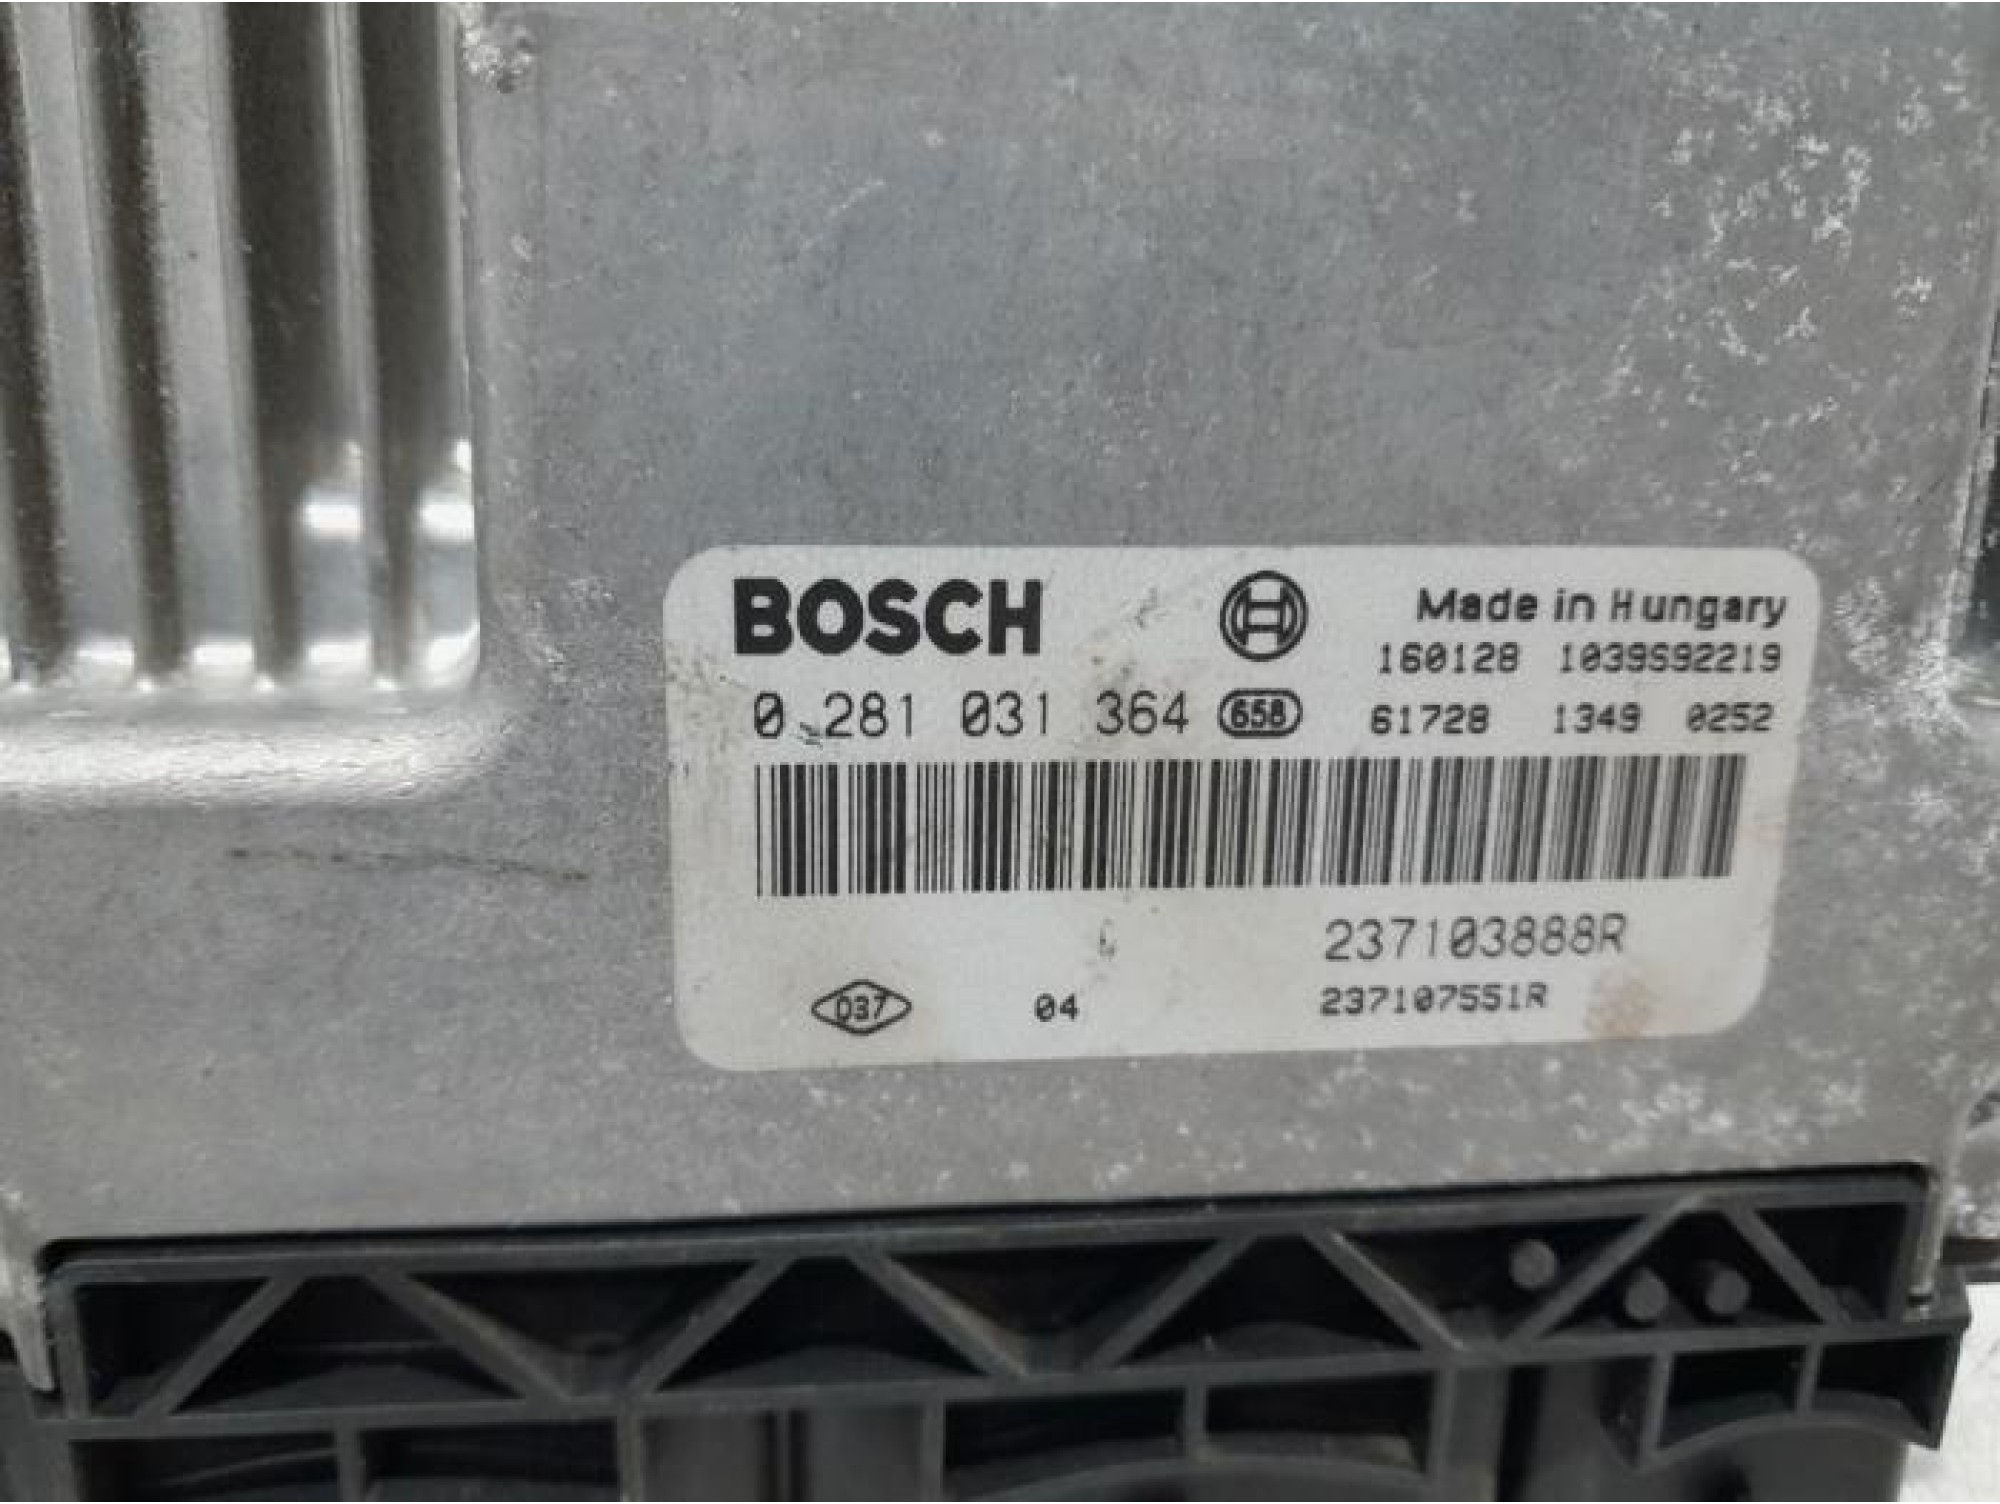 BOSCH
Made in Hungary
160128 1039S92219
0 281 031 364 658 61728 1349 0252
237103888R
D37 04 237107551R